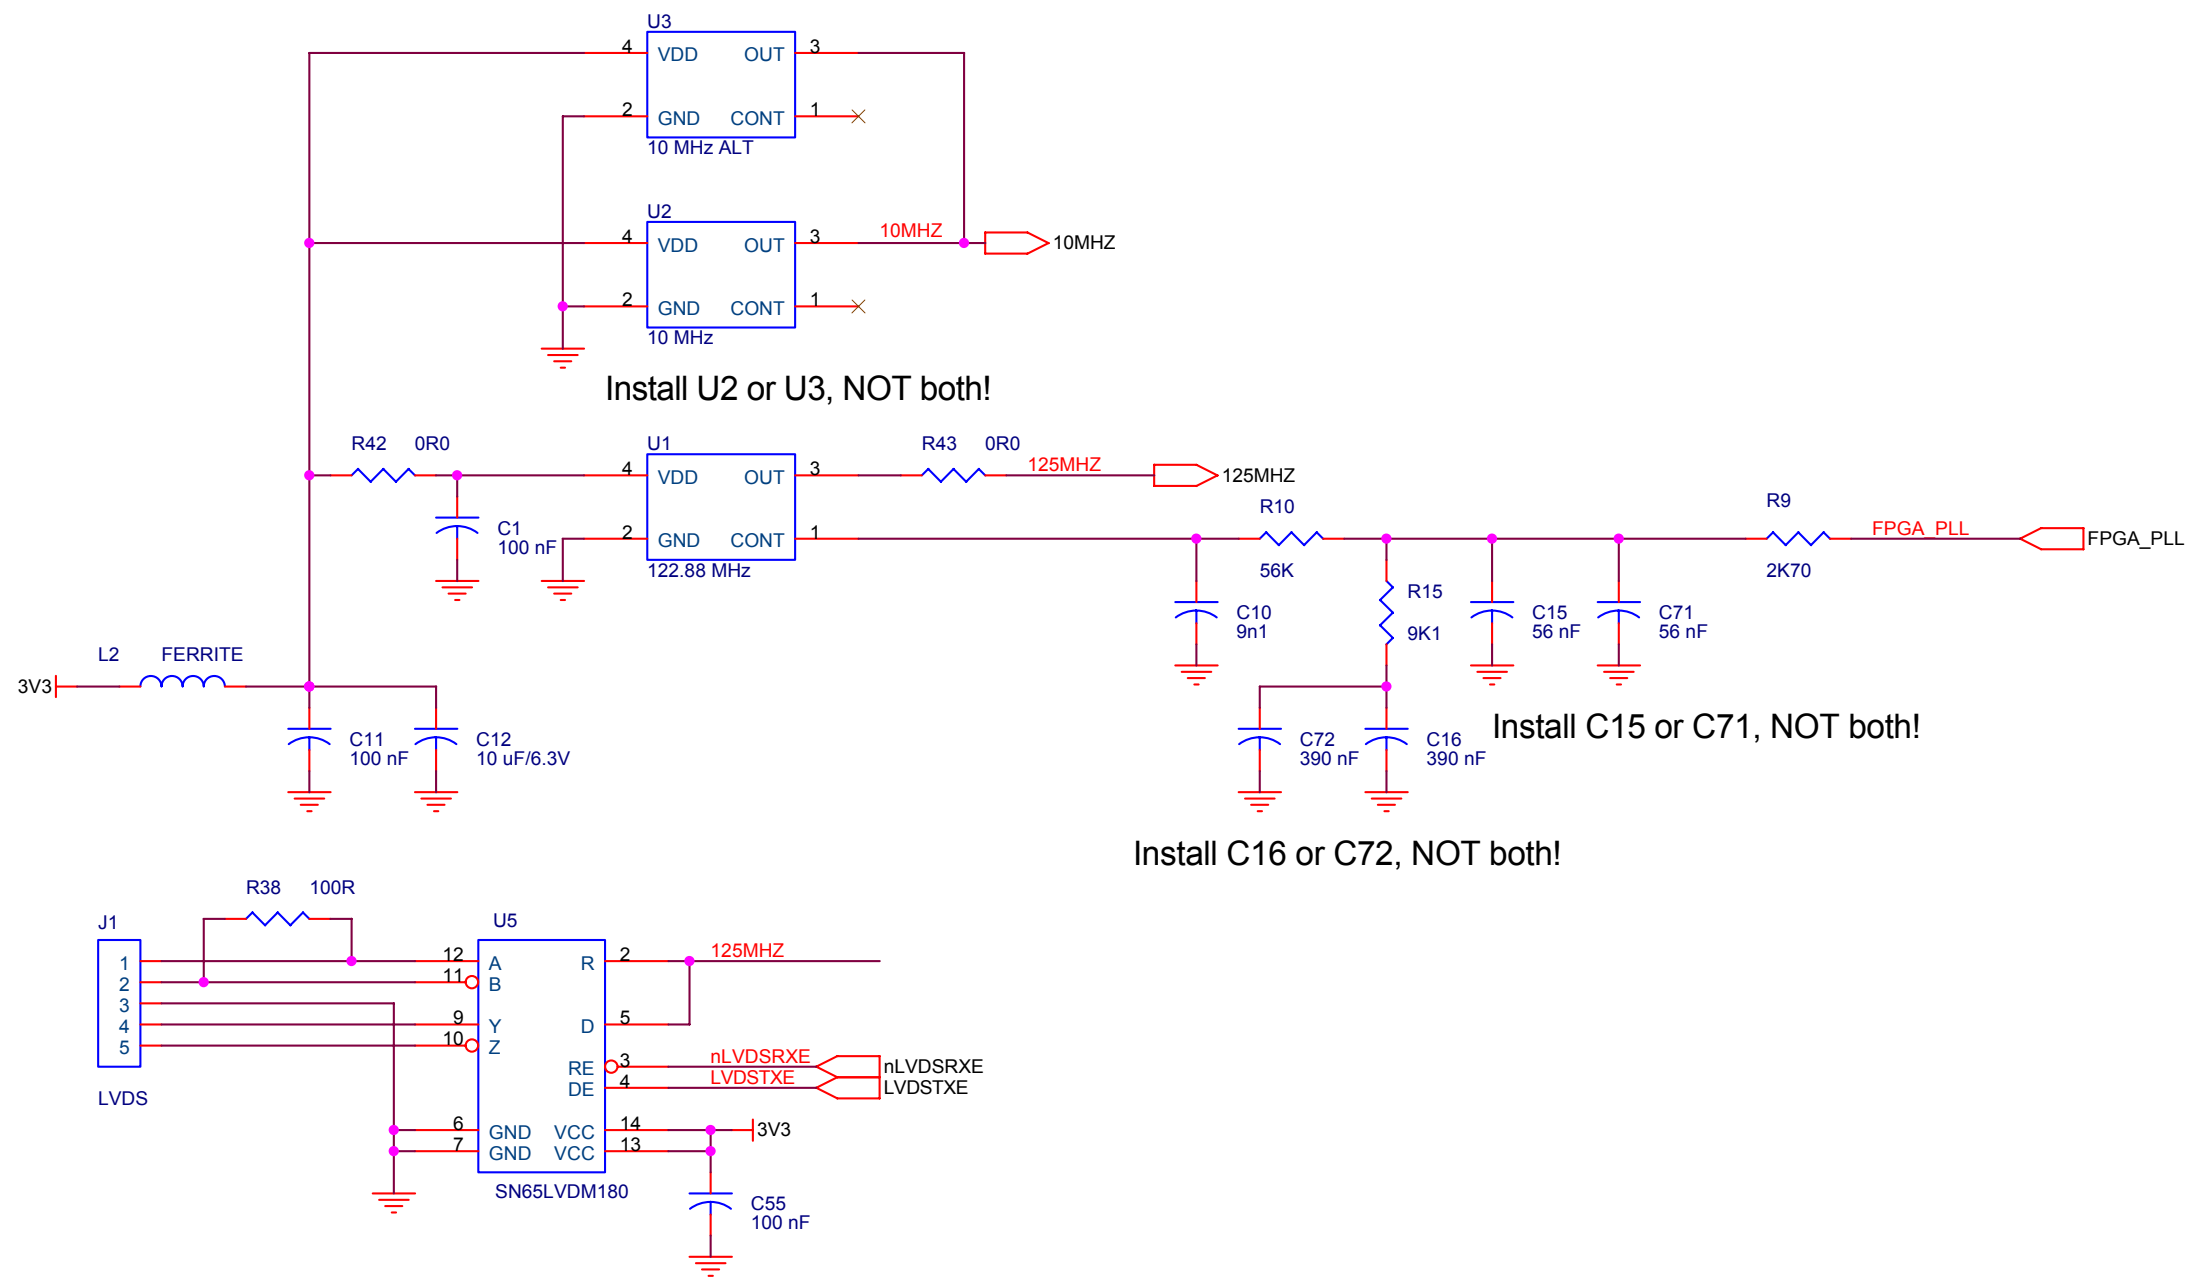 U3
4 VDD OUT 3
2 GND CONT 1
10 MHz ALT
U2
4 VDD OUT 3 10MHZ 10MHZ
2 GND CONT 1
10 MHz
Install U2 or U3, NOT both!
R42 0R0 U1 R43 0R0
4 VDD OUT 3 125MHZ 125MHZ
C1
100 nF
2 GND CONT 1
122.88 MHz
R10
56K
R9
2K70
FPGA_PLL FPGA_PLL
R15
9K1
C10
9n1
C15
56 nF
C71
56 nF
L2 FERRITE
3V3
C11
100 nF
C12
10 uF/6.3V
C72
390 nF
C16
390 nF
Install C15 or C71, NOT both!
Install C16 or C72, NOT both!
R38 100R
J1
1
2
3
4
5
LVDS
U5
12 A R 2 125MHZ
11 B
9 Y D 5
10 Z
RE 3 nLVDSRXE nLVDSRXE
DE 4 LVDSTXE LVDSTXE
6 GND VCC 14 3V3
7 GND VCC 13
SN65LVDM180
C55
100 nF